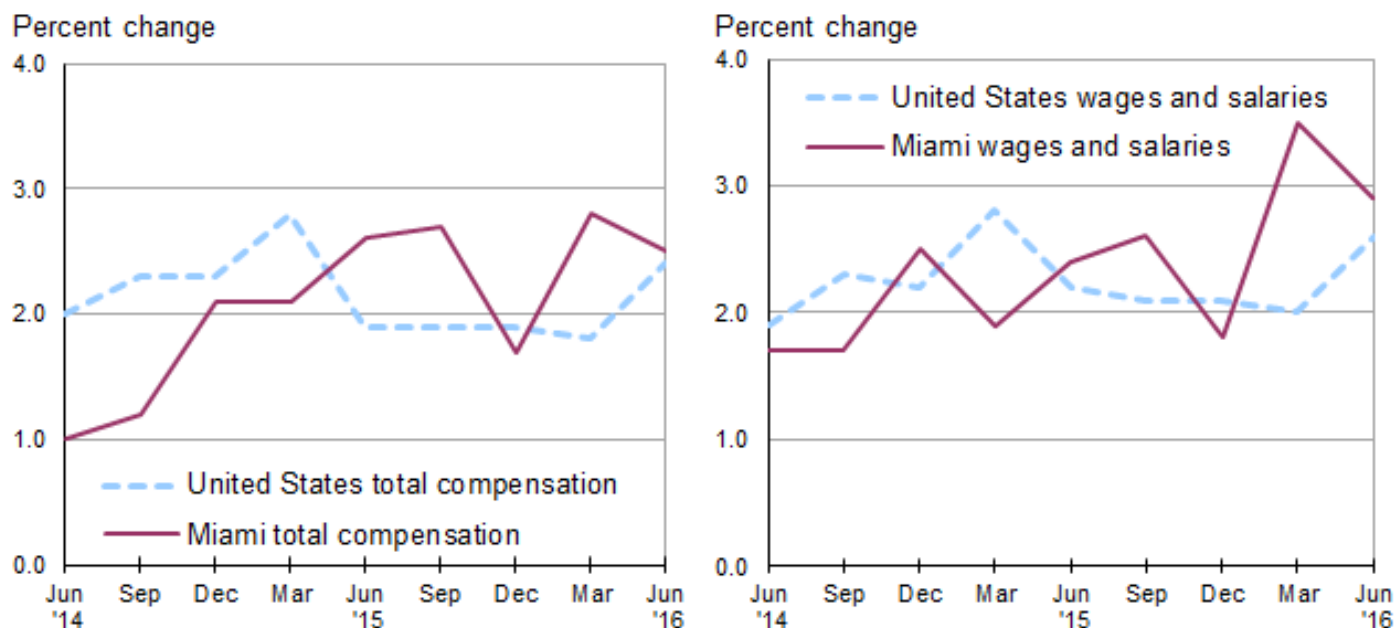 Percent change
4.0
3.0
2.0
1.0
0.0
United States total compensation
Miami total compensation
Jun Sep Dec Mar Jun Sep Dec Mar Jun
'14 '15 '16
Percent change
4.0
3.0
2.0
1.0
0.0
United States wages and salaries
Miami wages and salaries
Jun Sep Dec Mar Jun Sep Dec Mar Jun
'14 '15 '16